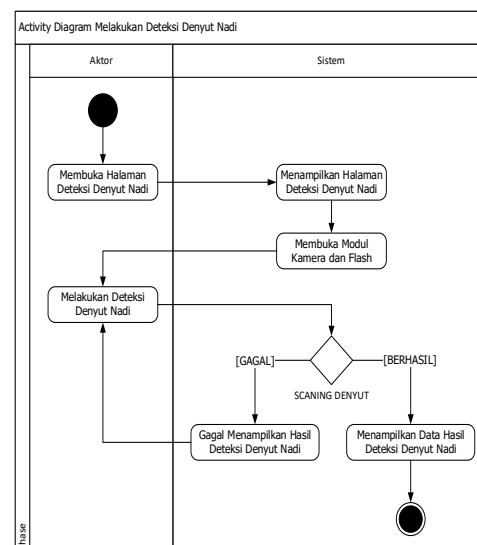 Activity Diagram Melakukan Deteksi Denyut Nadi
Aktor
Sistem
Membuka Halaman
Deteksi Denyut Nadi
Menampilkan Halaman
Deteksi Denyut Nadi
Membuka Modul
Kamera dan Flash
Melakukan Deteksi
Denyut Nadi
[GAGAL]
[BERHASIL]
SCANING DENYUT
Gagal Menampilkan Hasil
Deteksi Denyut Nadi
Menampilkan Data Hasil
Deteksi Denyut Nadi
hase